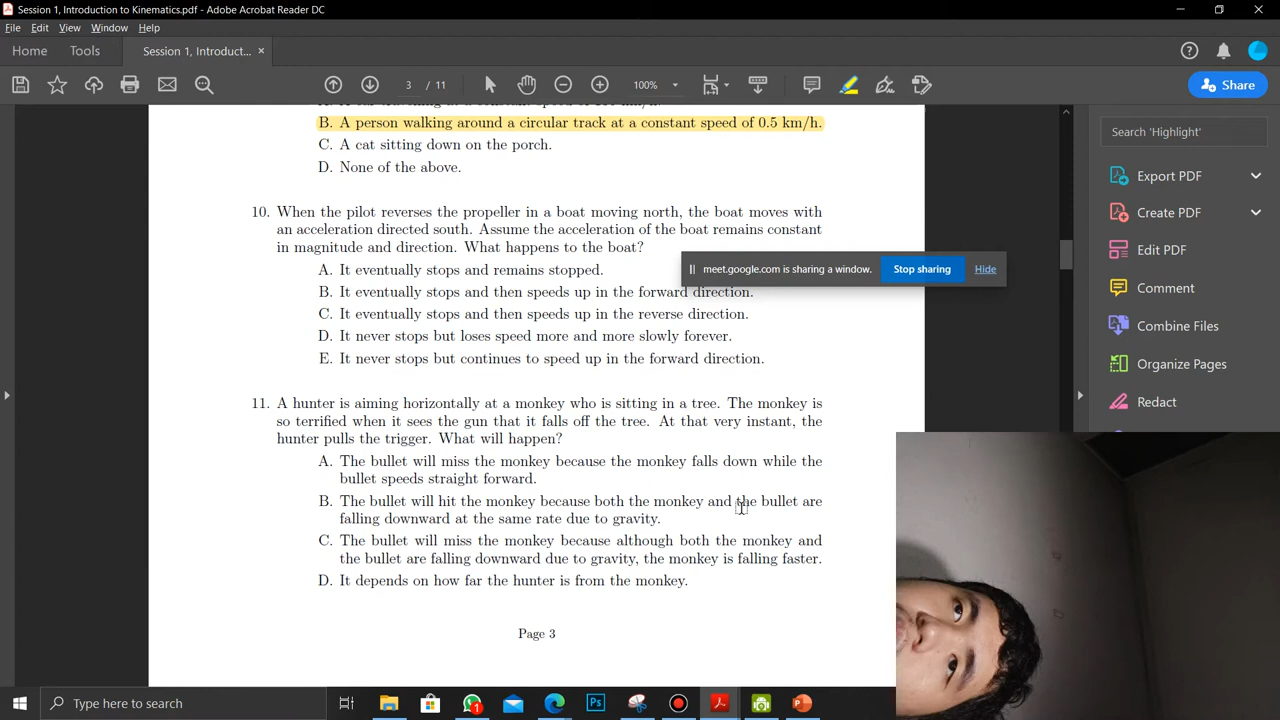 Session 1, Introduction to Kinematics.pdf - Adobe Acrobat Reader DC
File Edit View Window Help
Home Tools Session 1, Introduct... ×
3 / 11 100% Share
B. A person walking around a circular track at a constant speed of 0.5 km/h.
C. A cat sitting down on the porch.
D. None of the above.
10. When the pilot reverses the propeller in a boat moving north, the boat moves with
an acceleration directed south. Assume the acceleration of the boat remains constant
in magnitude and direction. What happens to the boat?
A. It eventually stops and remains stopped.
B. It eventually stops and then speeds up in the forward direction.
C. It eventually stops and then speeds up in the reverse direction.
D. It never stops but loses speed more and more slowly forever.
E. It never stops but continues to speed up in the forward direction.
meet.google.com is sharing a window. Stop sharing Hide
11. A hunter is aiming horizontally at a monkey who is sitting in a tree. The monkey is
so terrified when it sees the gun that it falls off the tree. At that very instant, the
hunter pulls the trigger. What will happen?
A. The bullet will miss the monkey because the monkey falls down while the
bullet speeds straight forward.
B. The bullet will hit the monkey because both the monkey and the bullet are
falling downward at the same rate due to gravity.
C. The bullet will miss the monkey because although both the monkey and
the bullet are falling downward due to gravity, the monkey is falling faster.
D. It depends on how far the hunter is from the monkey.
Page 3
Search 'Highlight'
Export PDF
Create PDF
Edit PDF
Comment
Combine Files
Organize Pages
Redact
Type here to search
1
Ps